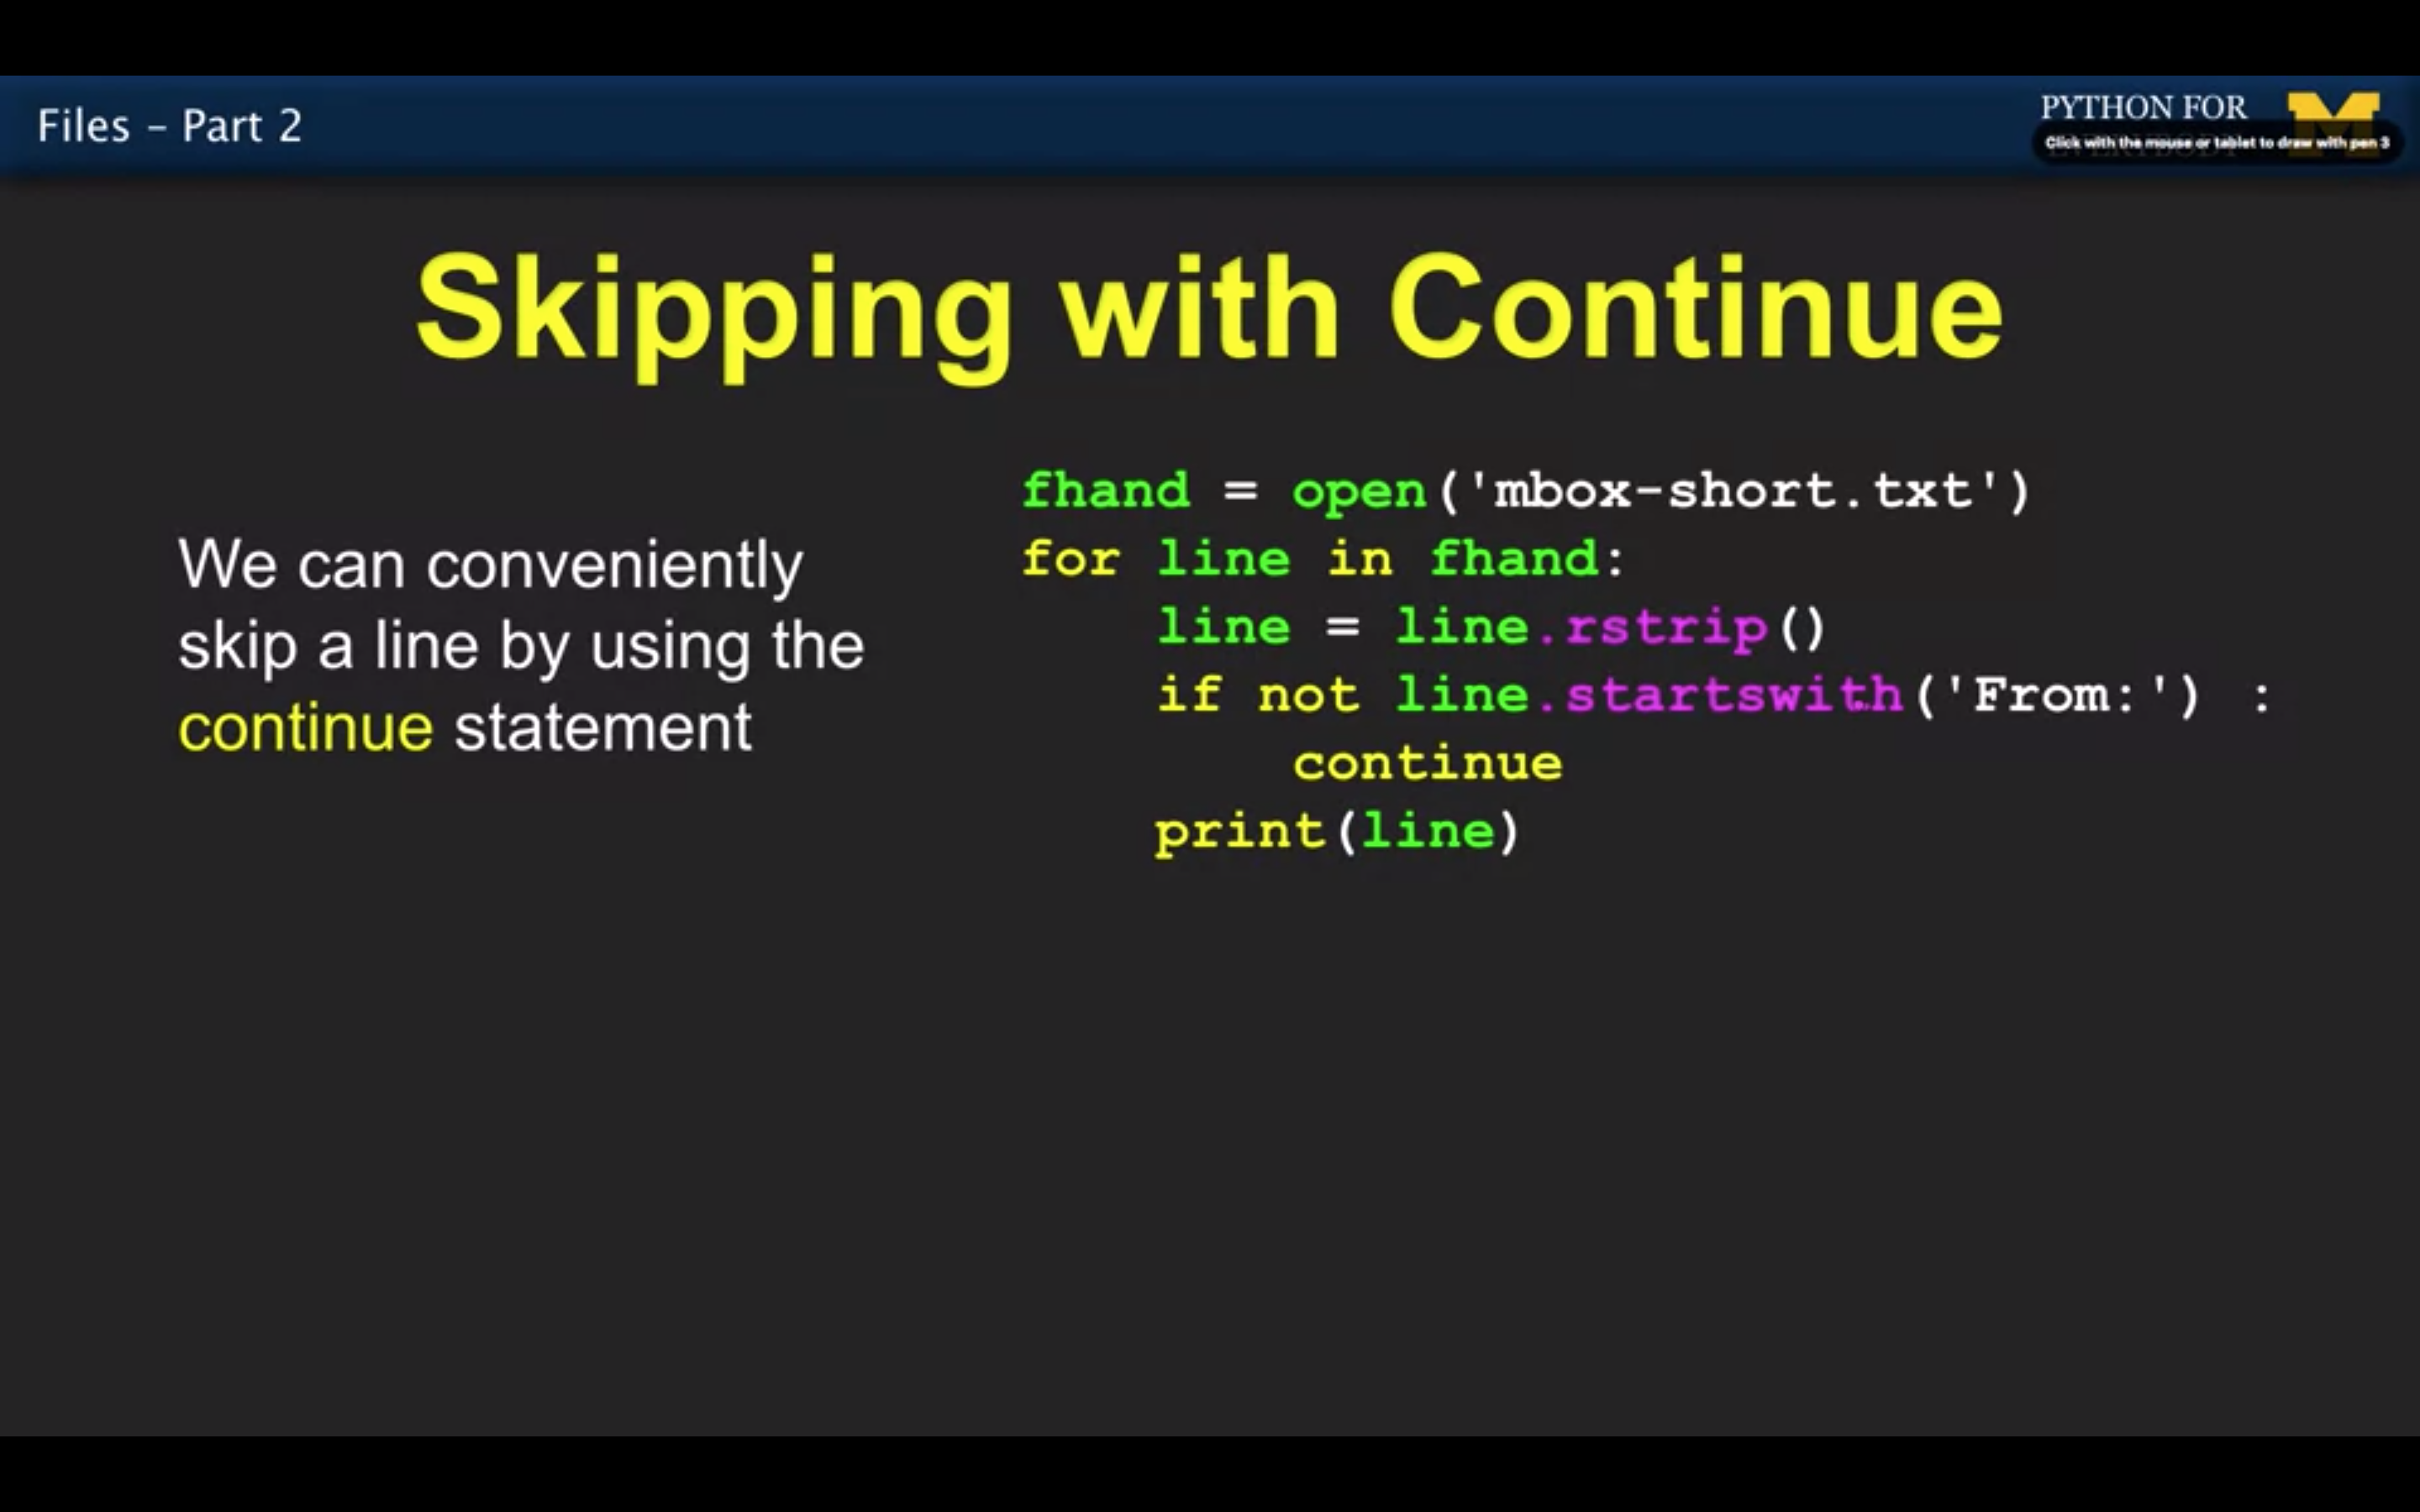 Files – Part 2
PYTHON FOR
EVERYBODY
Click with the mouse or tablet to draw with pen 3
Skipping with Continue
We can conveniently
skip a line by using the
continue statement
fhand = open('mbox-short.txt')
for line in fhand:
    line = line.rstrip()
    if not line.startswith('From:') :
        continue
    print(line)